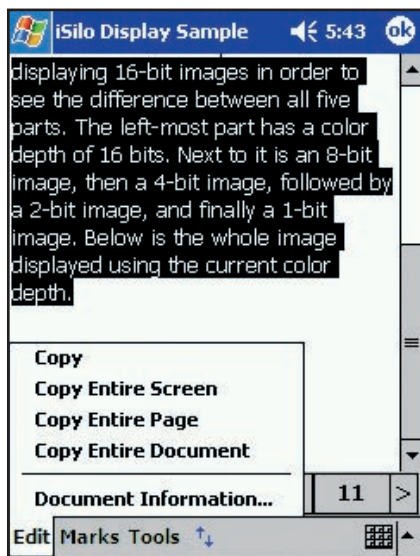 iSilo Display Sample 5:43 ok
displaying 16-bit images in order to
see the difference between all five
parts. The left-most part has a color
depth of 16 bits. Next to it is an 8-bit
image, then a 4-bit image, followed by
a 2-bit image, and finally a 1-bit
image. Below is the whole image
displayed using the current color
depth.
Copy
Copy Entire Screen
Copy Entire Page
Copy Entire Document
Document Information...
11 >
Edit Marks Tools